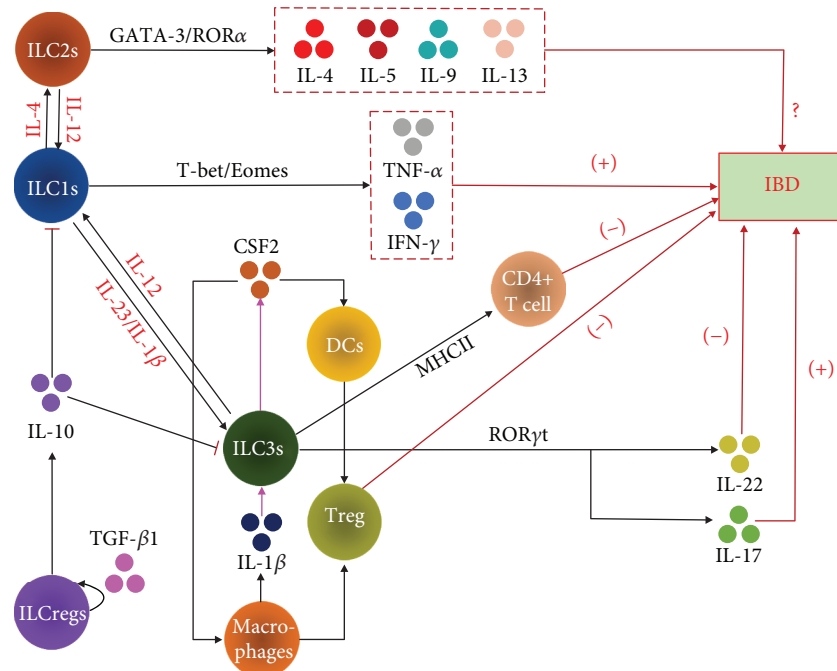 ILC2s
GATA-3/RORα
IL-4
IL-5
IL-9
IL-13
IL-4
IL-12
?
ILC1s
T-bet/Eomes
TNF-α
IFN-γ
(+)
IBD
IL-12
IL-23/IL-1β
CSF2
(−)
CD4+
T cell
DCs
(−)
MHCII
(−)
(+)
IL-10
ILC3s
RORγt
IL-22
IL-1β
Treg
IL-17
TGF-β1
ILCregs
Macro-
phages